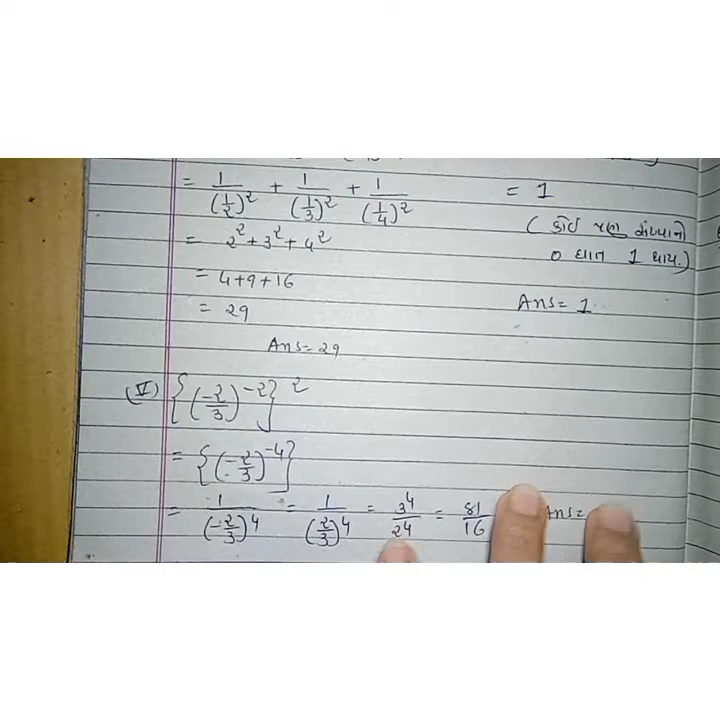 = 1/(1/2)² + 1/(1/3)² + 1/(1/4)²
= 2² + 3² + 4²
= 4+9+16
= 29
Ans = 29
= 1
( કોઈ પણ સંખ્યાની
0 ઘાત 1 થાય.)
Ans = 1
(V) {(-2/3)⁻²}²
= {(-2/3)⁻⁴}
= 1/(-2/3)⁴ = 1/(2/3)⁴ = 3⁴/2⁴ = 81/16 Ans =